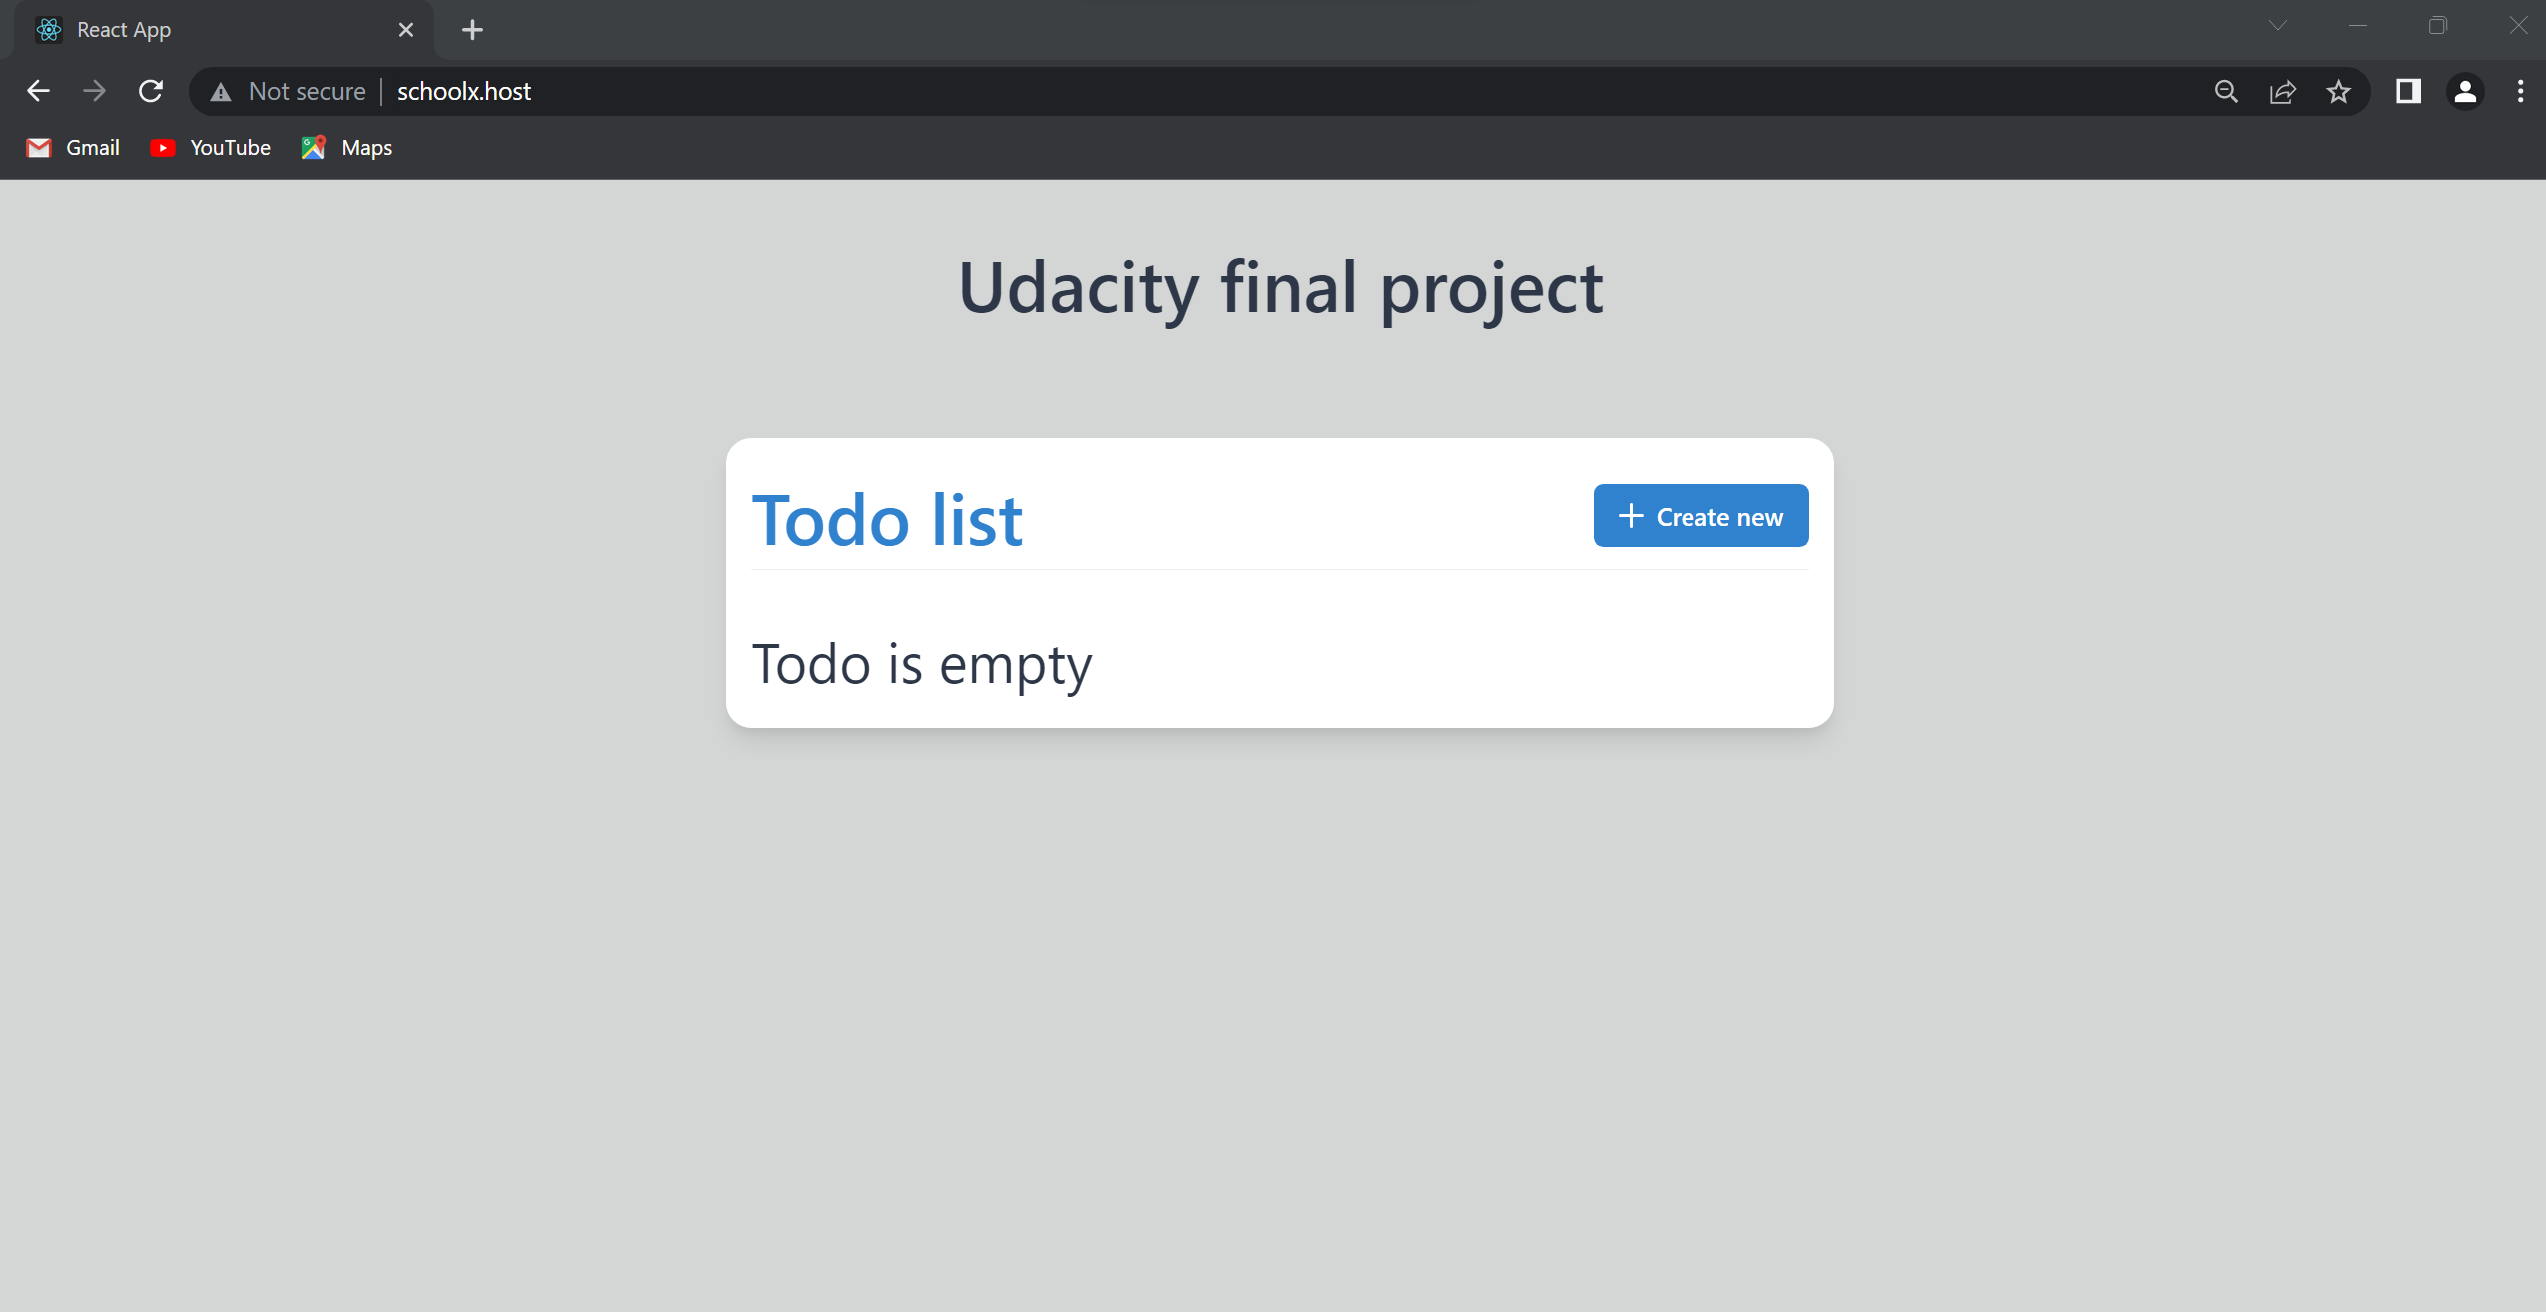 React App
Not secure | schoolx.host
Gmail YouTube Maps
Udacity final project
Todo list
Create new
Todo is empty